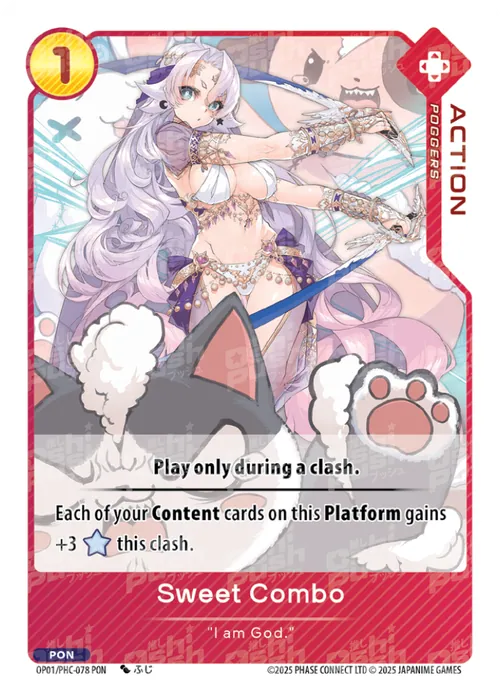 1
ACTION
POGGERS
Play only during a clash.
Each of your Content cards on this Platform gains
+3 this clash.
Sweet Combo
"I am God."
PON
OP01/PHC-078 PON ふじ ©2025 PHASE CONNECT LTD © 2025 JAPANIME GAMES